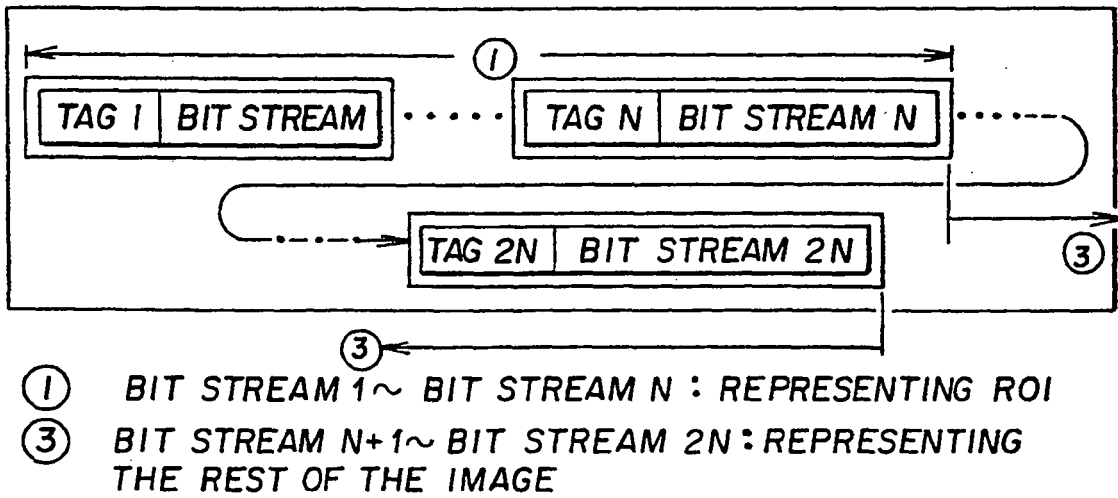 ①
TAG 1 BIT STREAM ..... TAG N BIT STREAM N
TAG 2N BIT STREAM 2N
③
③
① BIT STREAM 1~ BIT STREAM N : REPRESENTING ROI
③ BIT STREAM N+1~ BIT STREAM 2N : REPRESENTING
THE REST OF THE IMAGE